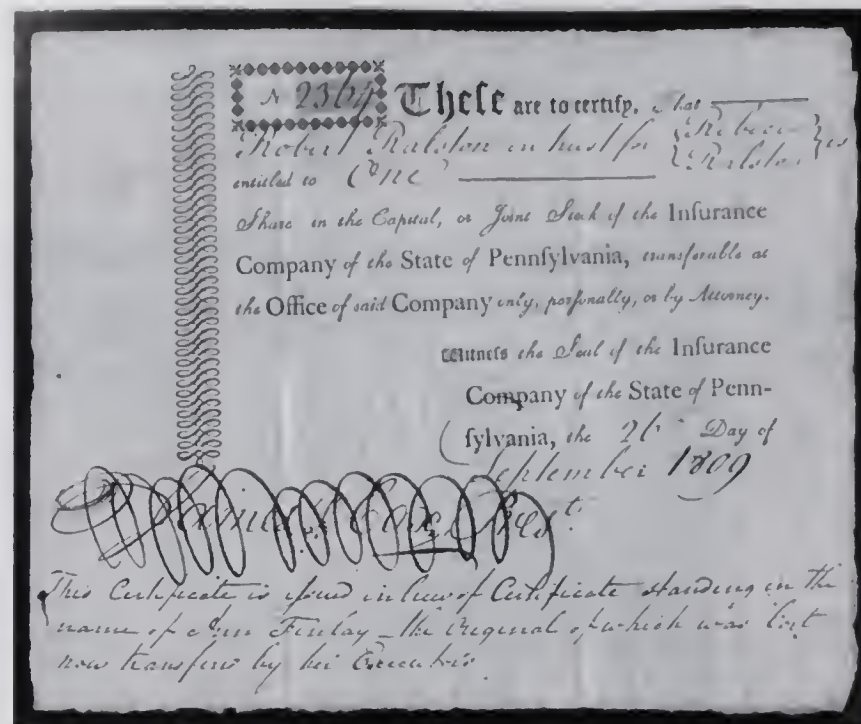 N 2364 Theſe are to certify, That
Robert Ralston in trust for { Rebecca } is
{ Ralston }
entitled to One
Share in the Capital, or Joint Stock of the Inſurance
Company of the State of Pennſylvania, transferable at
the Office of said Company only, perſonally, or by Attorney.
Witneſs the Seal of the Inſurance
Company of the State of Penn-
ſylvania, the 26 Day of
September 1809
James S. Cox, Prest.
This Certificate is iſsued in lieu of Certificate standing in the
name of Ann Finlay – the Original of which was lost
now transfers by her Executors.